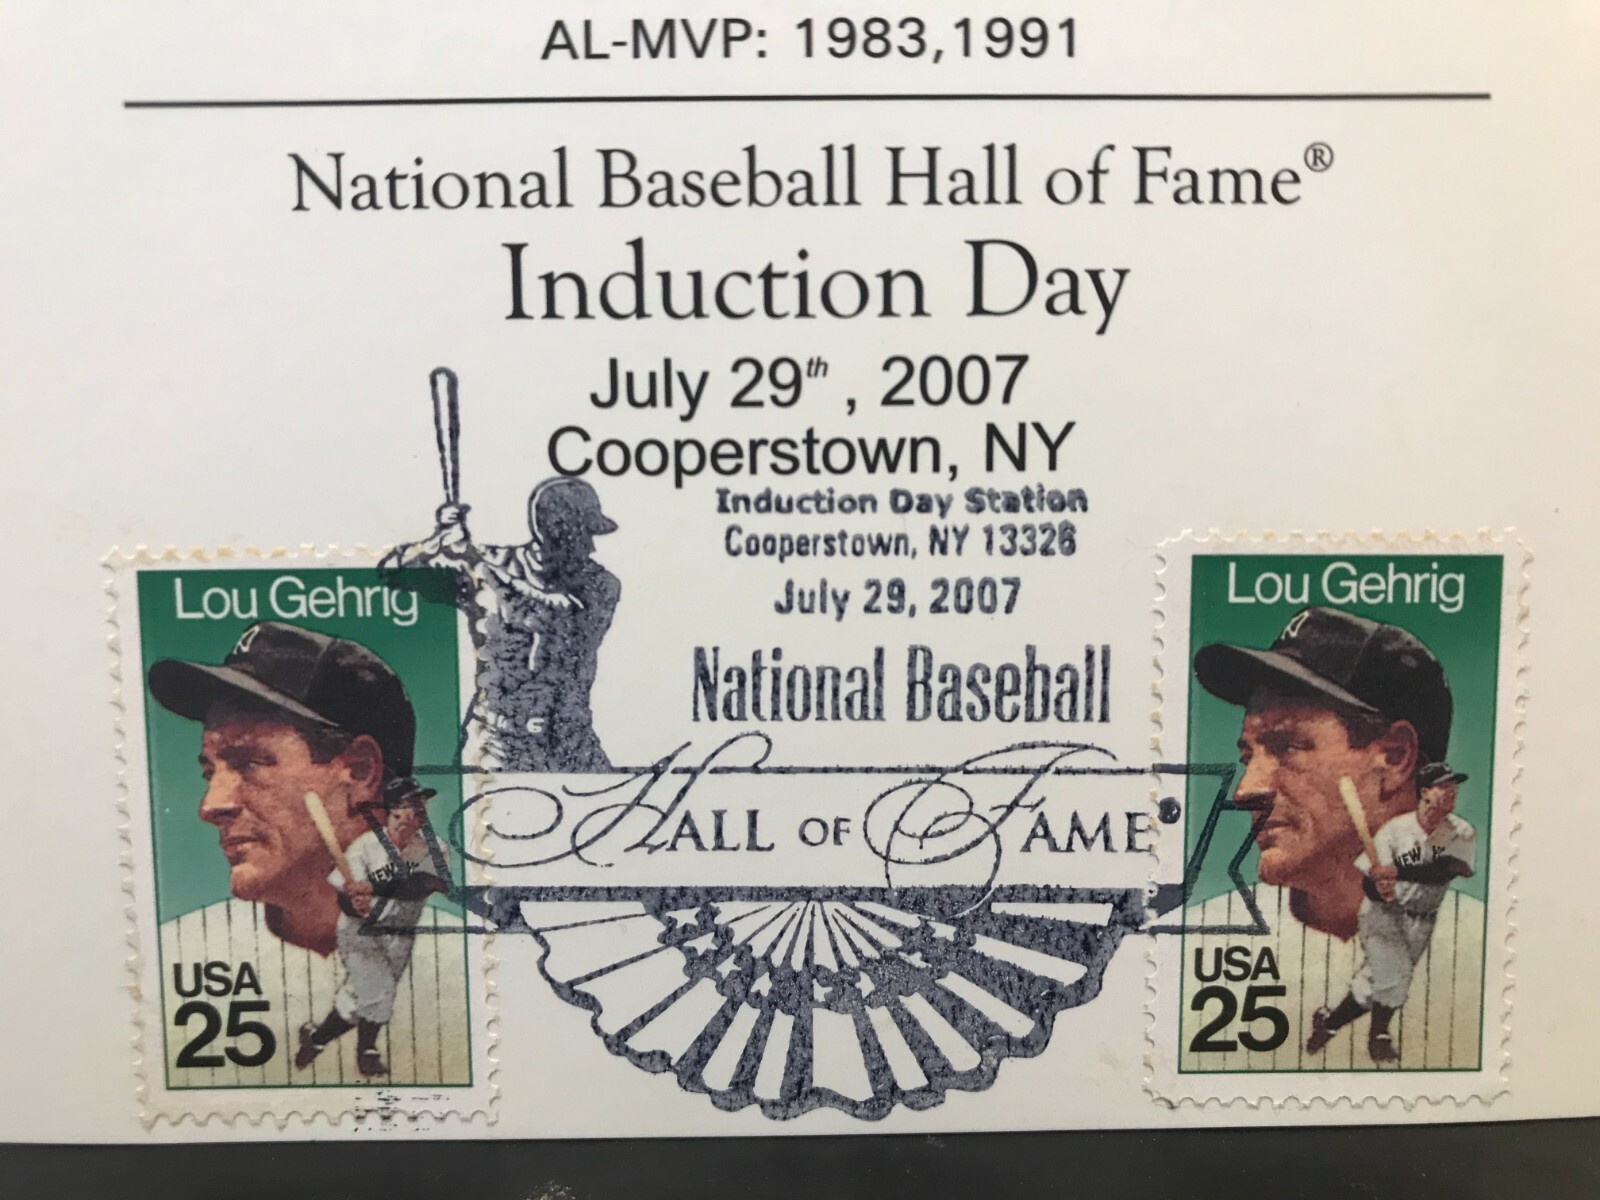 AL-MVP: 1983,1991
National Baseball Hall of Fame®
Induction Day
July 29th, 2007
Cooperstown, NY
Induction Day Station
Cooperstown, NY 13326
July 29, 2007
National Baseball
HALL OF FAME®
Lou Gehrig
NEW
USA
25
Lou Gehrig
NEW
USA
25